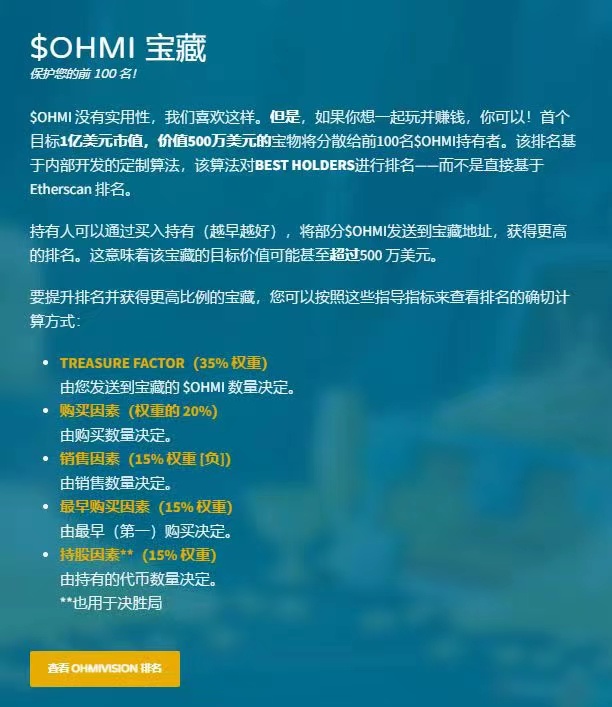 $OHMI 宝藏
保护您的前 100 名！
$OHMI 没有实用性，我们喜欢这样。但是，如果你想一起玩并赚钱，你可以！首个
目标1亿美元市值，价值500万美元的宝物将分散给前100名$OHMI持有者。该排名基
于内部开发的定制算法，该算法对BEST HOLDERS进行排名——而不是直接基于
Etherscan 排名。
持有人可以通过买入持有（越早越好），将部分$OHMI发送到宝藏地址，获得更高
的排名。这意味着该宝藏的目标价值可能甚至超过500 万美元。
要提升排名并获得更高比例的宝藏，您可以按照这些指导指标来查看排名的确切计
算方式：
• TREASURE FACTOR（35% 权重)
由您发送到宝藏的 $OHMI 数量决定。
• 购买因素（权重的 20%)
由购买数量决定。
• 销售因素（15% 权重 [负])
由销售数量决定。
• 最早购买因素（15% 权重)
由最早（第一）购买决定。
• 持股因素**（15% 权重)
由持有的代币数量决定。
**也用于决胜局
查看 OHMIVISION 排名